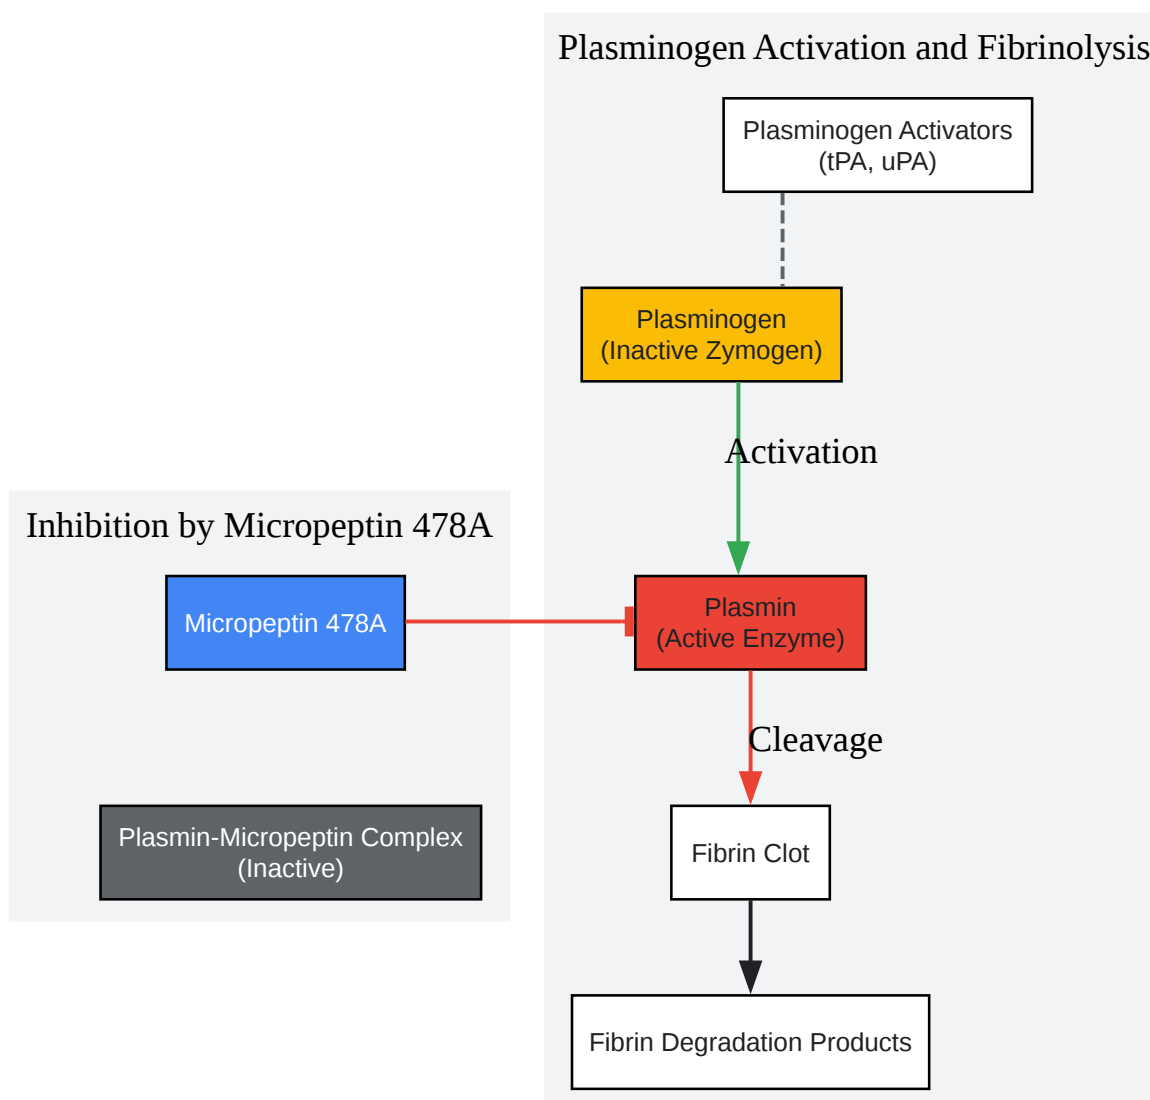 Plasminogen Activation and Fibrinolysis
Plasminogen Activators
(tPA, uPA)
Plasminogen
(Inactive Zymogen)
Activation
Inhibition by Micropeptin 478A
Micropeptin 478A
Plasmin
(Active Enzyme)
Cleavage
Plasmin-Micropeptin Complex
(Inactive)
Fibrin Clot
Fibrin Degradation Products